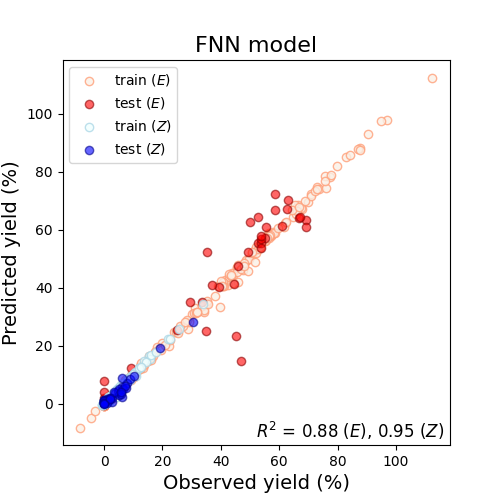 FNN model
train (E)
test (E)
train (Z)
test (Z)
Predicted yield (%)
100
80
60
40
20
0
R² = 0.88 (E), 0.95 (Z)
0 20 40 60 80 100
Observed yield (%)